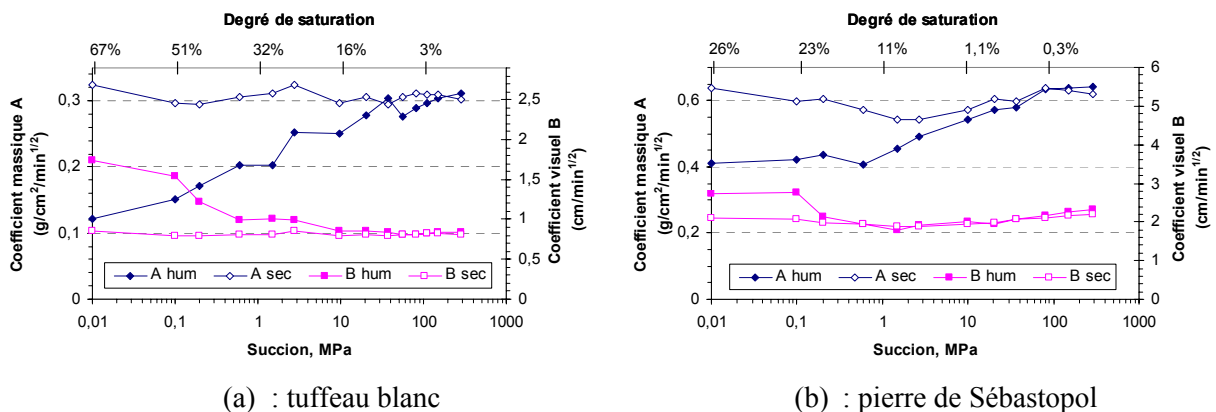 Degré de saturation
67% 51% 32% 16% 3%
Coefficient massique A
(g/cm²/min^1/2)
0,3
0,2
0,1
0
2,5
2
1,5
1
0,5
0
Coefficient visuel B
(cm/min^1/2)
A hum A sec B hum B sec
0,01 0,1 1 10 100 1000
Succion, MPa
(a) : tuffeau blanc
Degré de saturation
26% 23% 11% 1,1% 0,3%
Coefficient massique A
(g/cm²/min^1/2)
0,6
0,4
0,2
0
6
5
4
3
2
1
0
Coefficient visuel B
(cm/min^1/2)
A hum A sec B hum B sec
0,01 0,1 1 10 100 1000
Succion, MPa
(b) : pierre de Sébastopol